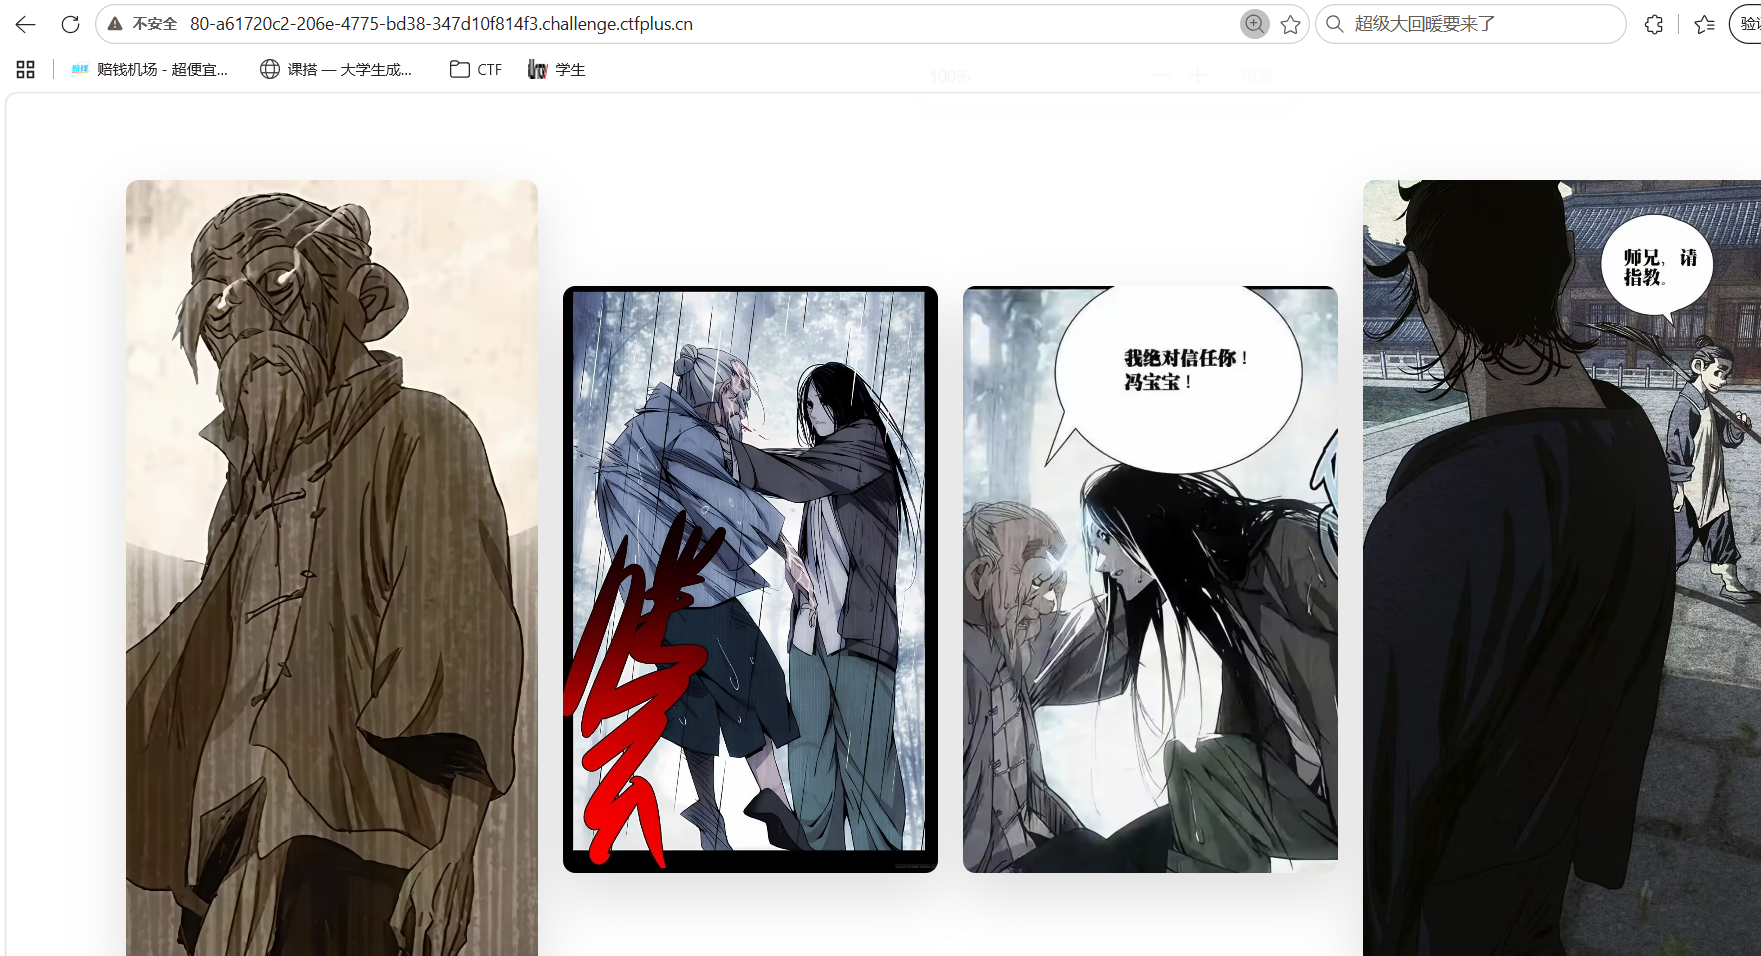 不安全 80-a61720c2-206e-4775-bd38-347d10f814f3.challenge.ctfplus.cn
超级大回暖要来了
赔钱机场 - 超便宜...
课搭 — 大学生成...
CTF
学生
100%
师兄，请
指教。
我绝对信任你！
冯宝宝！